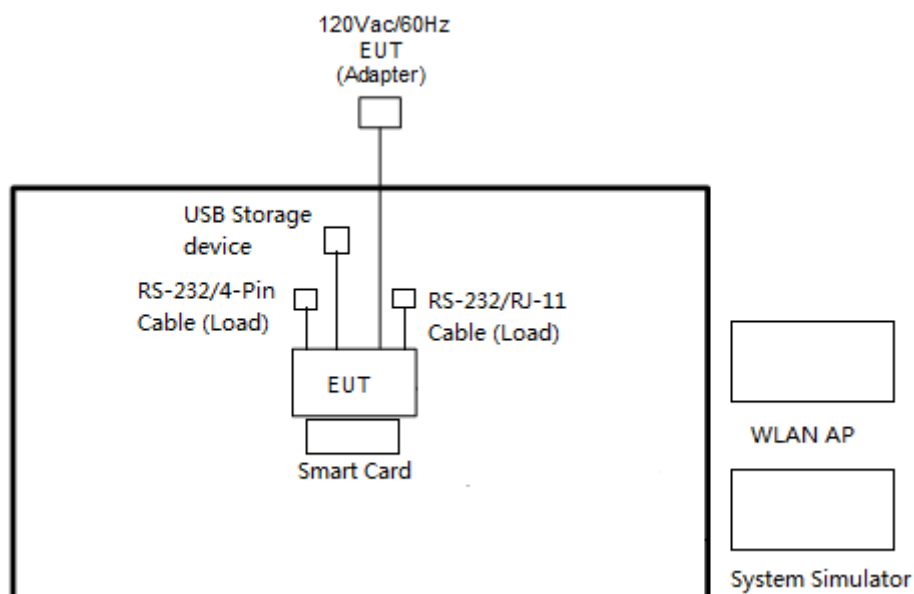 120Vac/60Hz
EUT
(Adapter)
USB Storage
device
RS-232/4-Pin
Cable (Load)
RS-232/RJ-11
Cable (Load)
EUT
Smart Card
WLAN AP
System Simulator